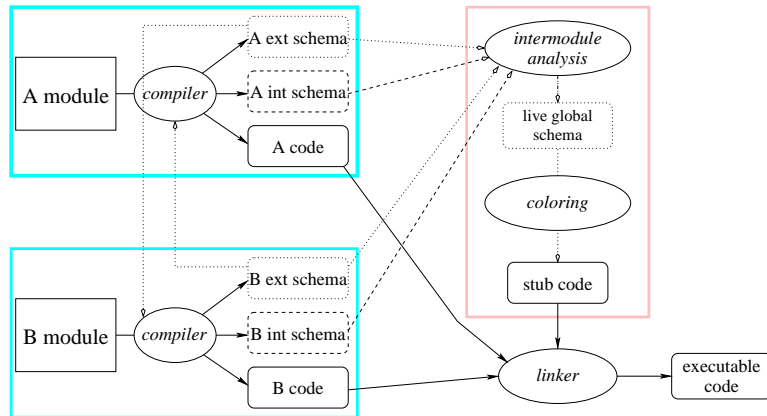 A module
compiler
A ext schema
A int schema
A code
intermodule
analysis
live global
schema
coloring
stub code
B module
compiler
B ext schema
B int schema
B code
linker
executable
code